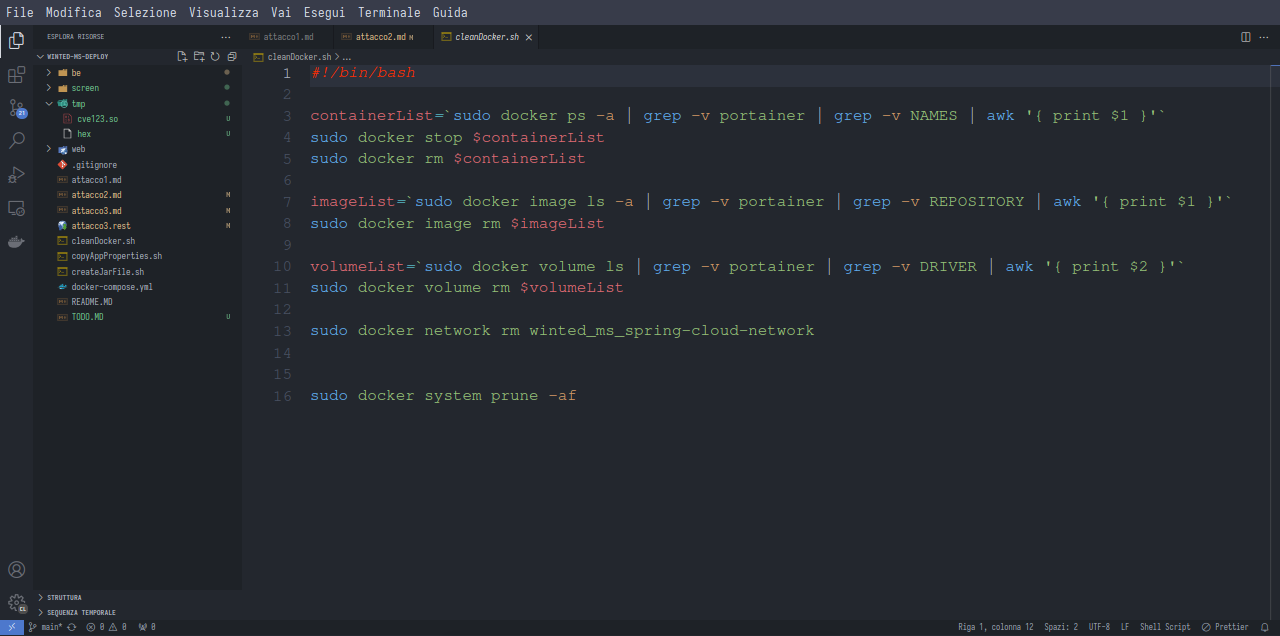 File Modifica Selezione Visualizza Vai Esegui Terminale Guida
ESPLORA RISORSE
WINTED-MS-DEPLOY
be
screen
tmp
cve123.so U
hex U
web
.gitignore
attacco1.md
attacco2.md M
attacco3.md M
attacco3.rest M
cleanDocker.sh
copyAppProperties.sh
createJarFile.sh
docker-compose.yml
README.MD
TODO.MD U
STRUTTURA
SEQUENZA TEMPORALE
attacco1.md attacco2.md M cleanDocker.sh
cleanDocker.sh > ...
1 #!/bin/bash
2
3 containerList=`sudo docker ps -a | grep -v portainer | grep -v NAMES | awk '{ print $1 }'`
4 sudo docker stop $containerList
5 sudo docker rm $containerList
6
7 imageList=`sudo docker image ls -a | grep -v portainer | grep -v REPOSITORY | awk '{ print $1 }'`
8 sudo docker image rm $imageList
9
10 volumeList=`sudo docker volume ls | grep -v portainer | grep -v DRIVER | awk '{ print $2 }'`
11 sudo docker volume rm $volumeList
12
13 sudo docker network rm winted_ms_spring-cloud-network
14
15
16 sudo docker system prune -af
21
CL
main* 0 0 0 Riga 1, colonna 12 Spazi: 2 UTF-8 LF Shell Script Prettier